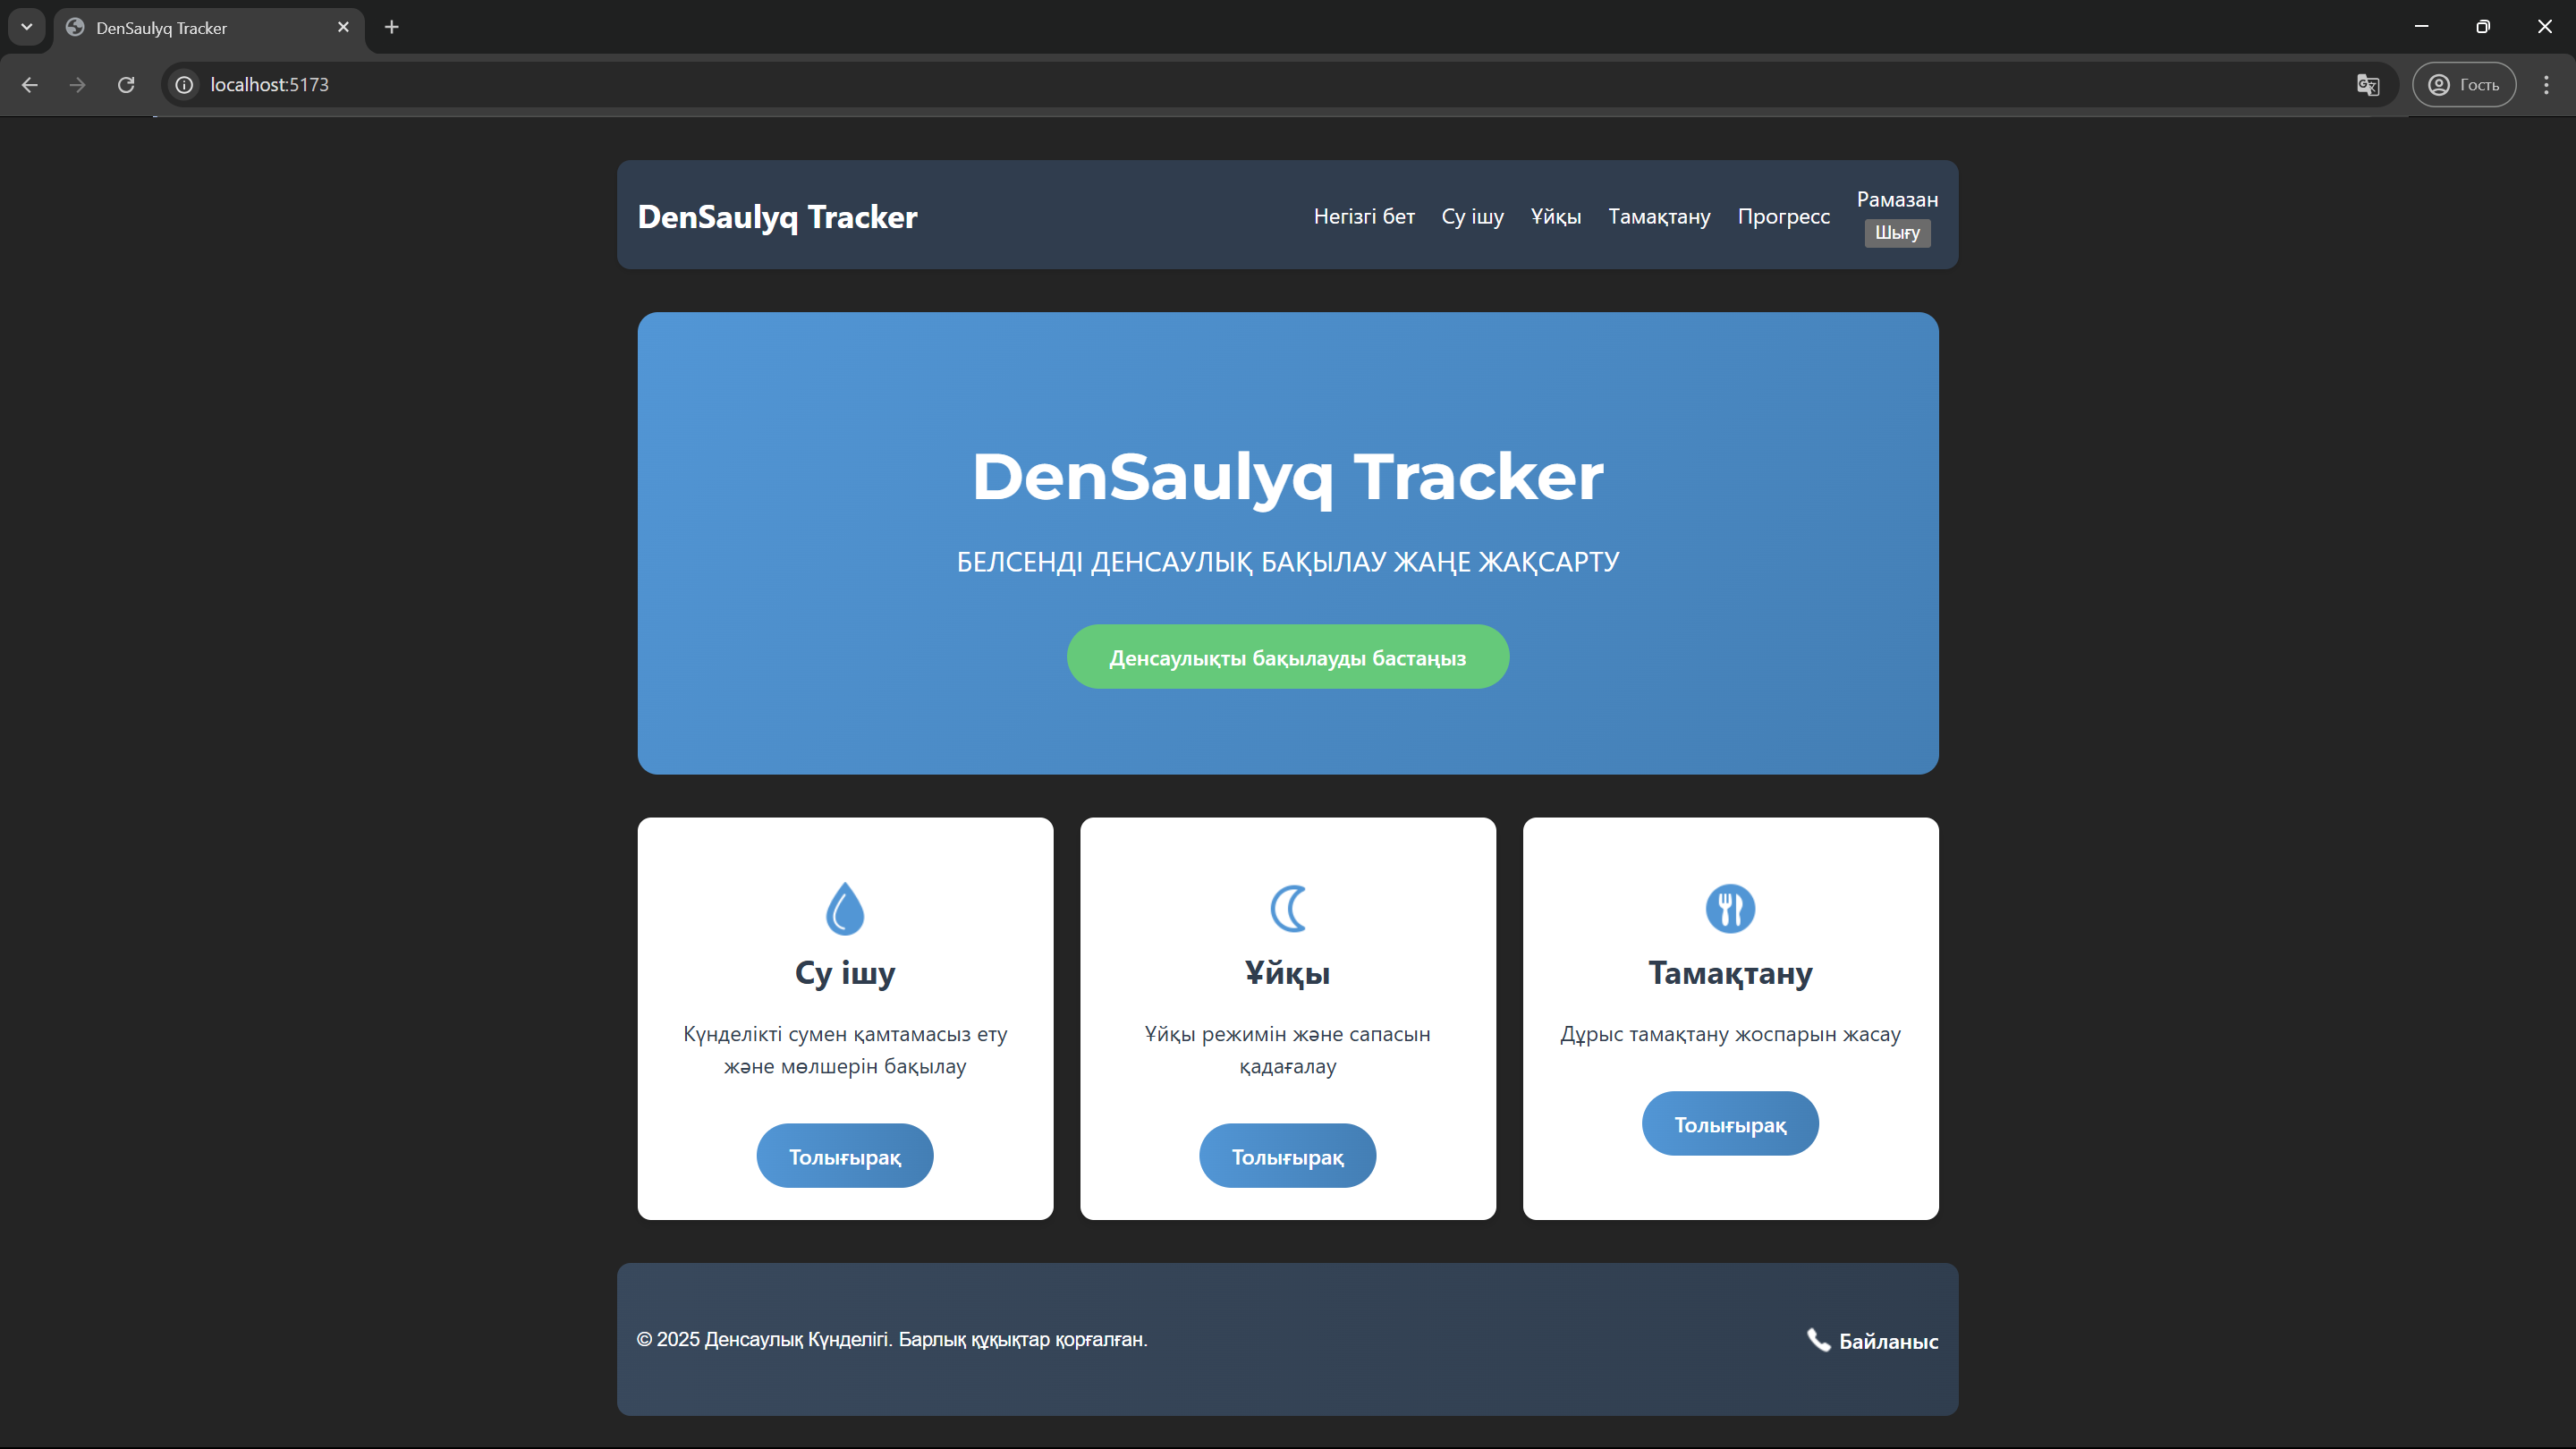 DenSaulyq Tracker
localhost:5173
Гость
DenSaulyq Tracker
Негізгі бет
Су ішу
Ұйқы
Тамақтану
Прогресс
Рамазан
Шығу
DenSaulyq Tracker
БЕЛСЕНДІ ДЕНСАУЛЫҚ БАҚЫЛАУ ЖАҢЕ ЖАҚСАРТУ
Денсаулықты бақылауды бастаңыз
Су ішу
Күнделікті сумен қамтамасыз ету
және мөлшерін бақылау
Толығырақ
Ұйқы
Ұйқы режимін және сапасын
қадағалау
Толығырақ
Тамақтану
Дұрыс тамақтану жоспарын жасау
Толығырақ
© 2025 Денсаулық Күнделігі. Барлық құқықтар қорғалған.
Байланыс